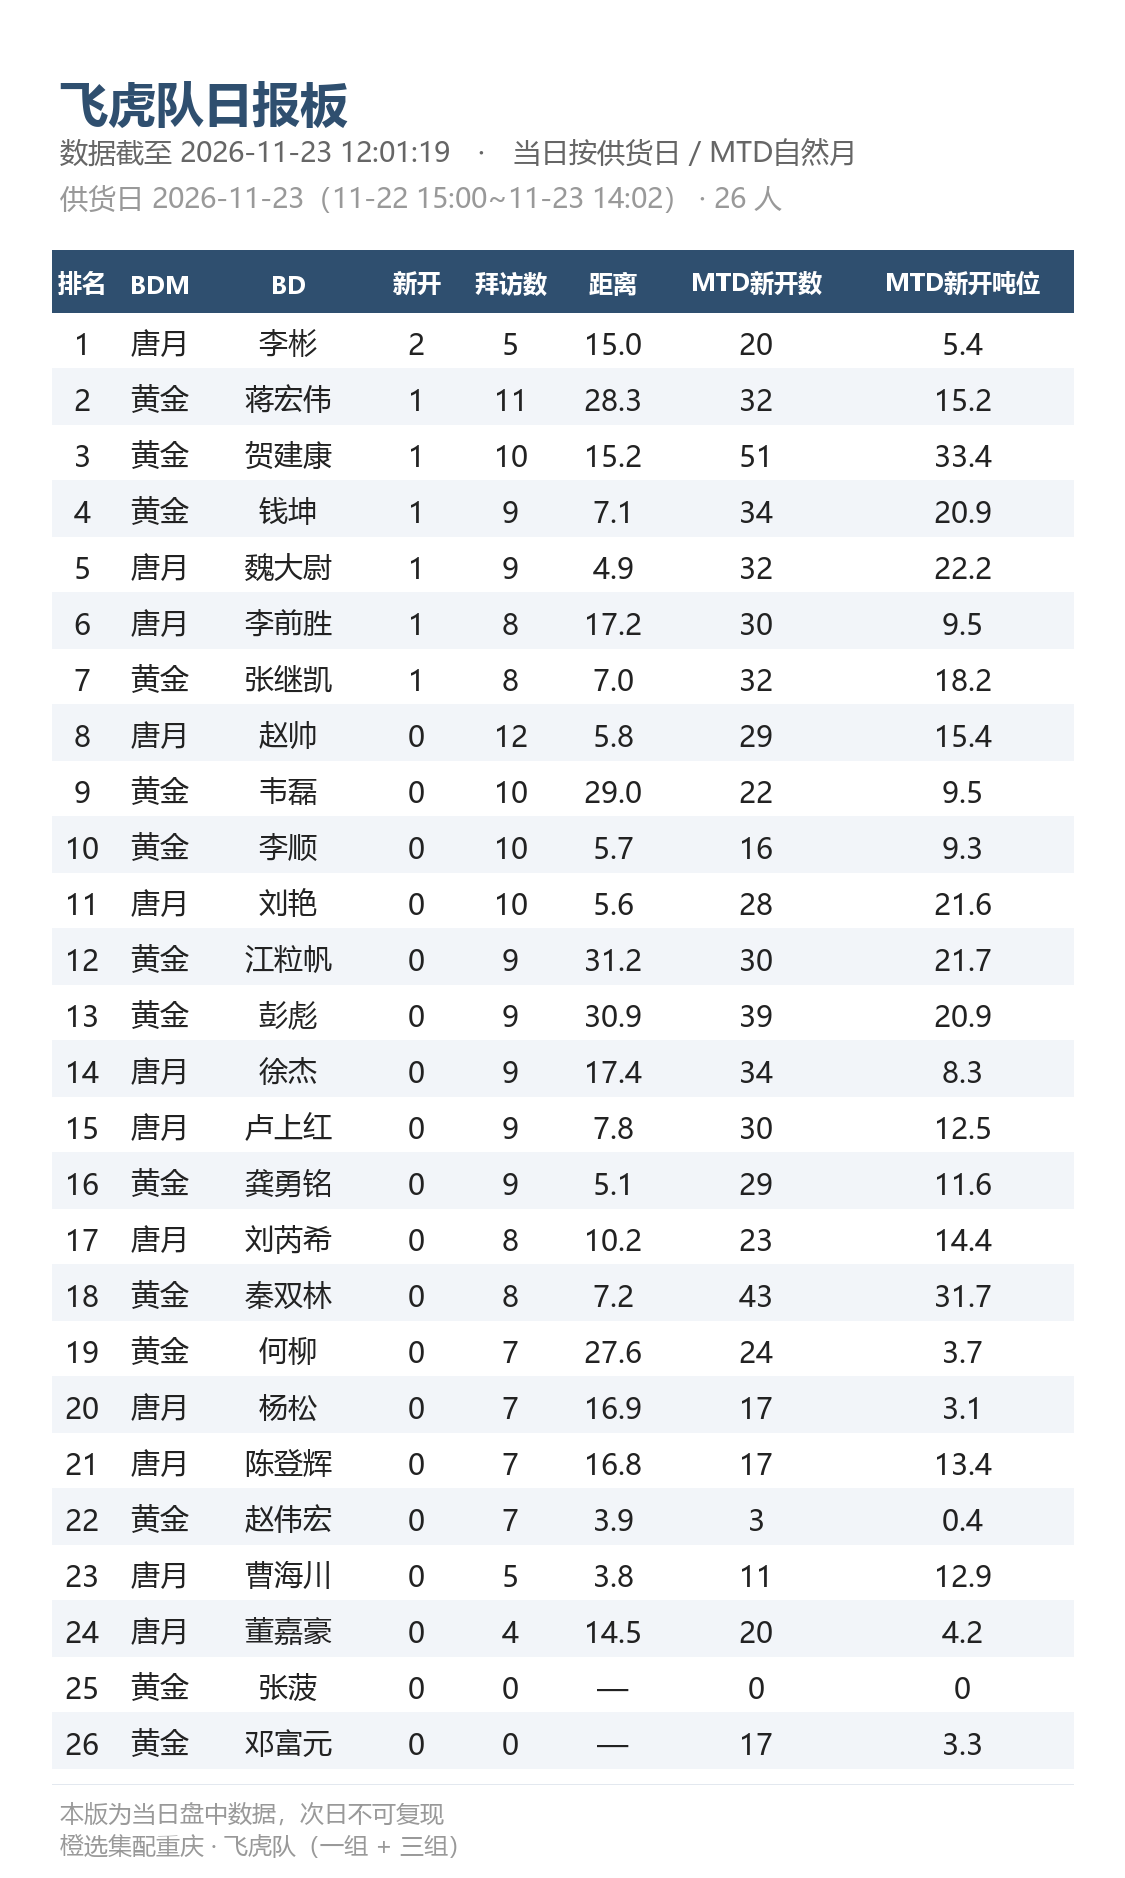 飞虎队日报板
数据截至 2026-11-23 12:01:19 · 当日按供货日 / MTD自然月
供货日 2026-11-23（11-22 15:00~11-23 14:02） · 26 人
排名 BDM BD 新开 拜访数 距离 MTD新开数 MTD新开吨位
1 唐月 李彬 2 5 15.0 20 5.4
2 黄金 蒋宏伟 1 11 28.3 32 15.2
3 黄金 贺建康 1 10 15.2 51 33.4
4 黄金 钱坤 1 9 7.1 34 20.9
5 唐月 魏大尉 1 9 4.9 32 22.2
6 唐月 李前胜 1 8 17.2 30 9.5
7 黄金 张继凯 1 8 7.0 32 18.2
8 唐月 赵帅 0 12 5.8 29 15.4
9 黄金 韦磊 0 10 29.0 22 9.5
10 黄金 李顺 0 10 5.7 16 9.3
11 唐月 刘艳 0 10 5.6 28 21.6
12 黄金 江粒帆 0 9 31.2 30 21.7
13 黄金 彭彪 0 9 30.9 39 20.9
14 唐月 徐杰 0 9 17.4 34 8.3
15 唐月 卢上红 0 9 7.8 30 12.5
16 黄金 龚勇铭 0 9 5.1 29 11.6
17 唐月 刘芮希 0 8 10.2 23 14.4
18 黄金 秦双林 0 8 7.2 43 31.7
19 黄金 何柳 0 7 27.6 24 3.7
20 唐月 杨松 0 7 16.9 17 3.1
21 唐月 陈登辉 0 7 16.8 17 13.4
22 黄金 赵伟宏 0 7 3.9 3 0.4
23 唐月 曹海川 0 5 3.8 11 12.9
24 唐月 董嘉豪 0 4 14.5 20 4.2
25 黄金 张菠 0 0 — 0 0
26 黄金 邓富元 0 0 — 17 3.3
本版为当日盘中数据，次日不可复现
橙选集配重庆 · 飞虎队（一组 + 三组）